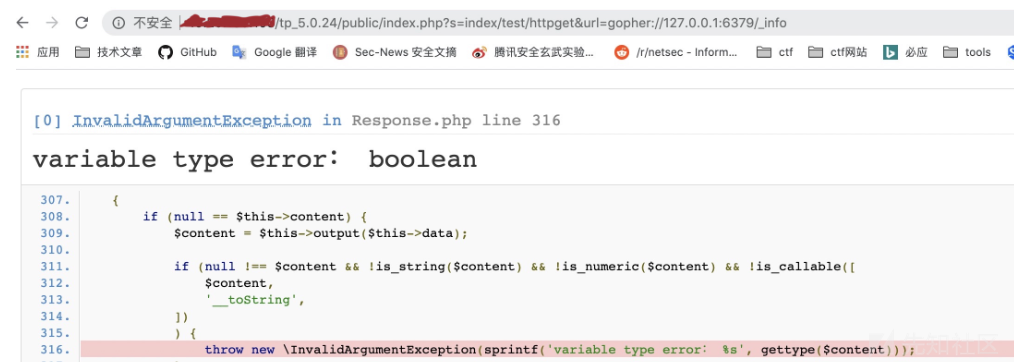 不安全 /tp_5.0.24/public/index.php?s=index/test/httpget&url=gopher://127.0.0.1:6379/_info
应用 技术文章 GitHub Google 翻译 Sec-News 安全文摘 腾讯安全玄武实验... /r/netsec - Inform... ctf ctf网站 必应 tools
[0] InvalidArgumentException in Response.php line 316
variable type error： boolean
307. {
308. if (null == $this->content) {
309. $content = $this->output($this->data);
310.
311. if (null !== $content && !is_string($content) && !is_numeric($content) && !is_callable([
312. $content,
313. '__toString',
314. ])
315. ) {
316. throw new \InvalidArgumentException(sprintf('variable type error： %s', gettype($content)));